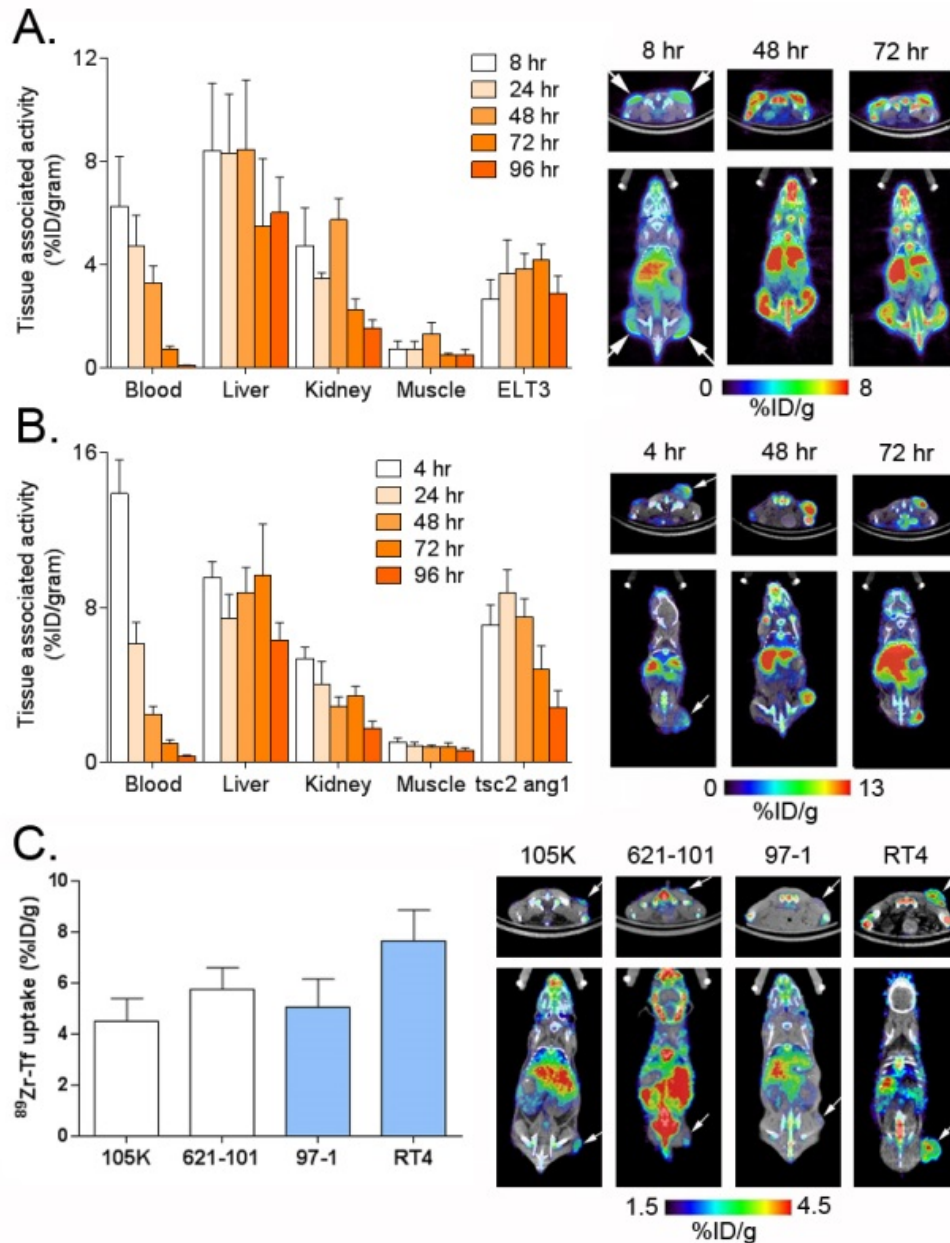 A.
12
8
4
0
Tissue associated activity
(%ID/gram)
8 hr
24 hr
48 hr
72 hr
96 hr
Blood Liver Kidney Muscle ELT3
8 hr 48 hr 72 hr
0 8
%ID/g
B.
16
8
0
Tissue associated activity
(%ID/gram)
4 hr
24 hr
48 hr
72 hr
96 hr
Blood Liver Kidney Muscle tsc2 ang1
4 hr 48 hr 72 hr
0 13
%ID/g
C.
10
8
6
4
2
0
⁸⁹Zr-Tf uptake (%ID/g)
105K 621-101 97-1 RT4
105K 621-101 97-1 RT4
1.5 4.5
%ID/g